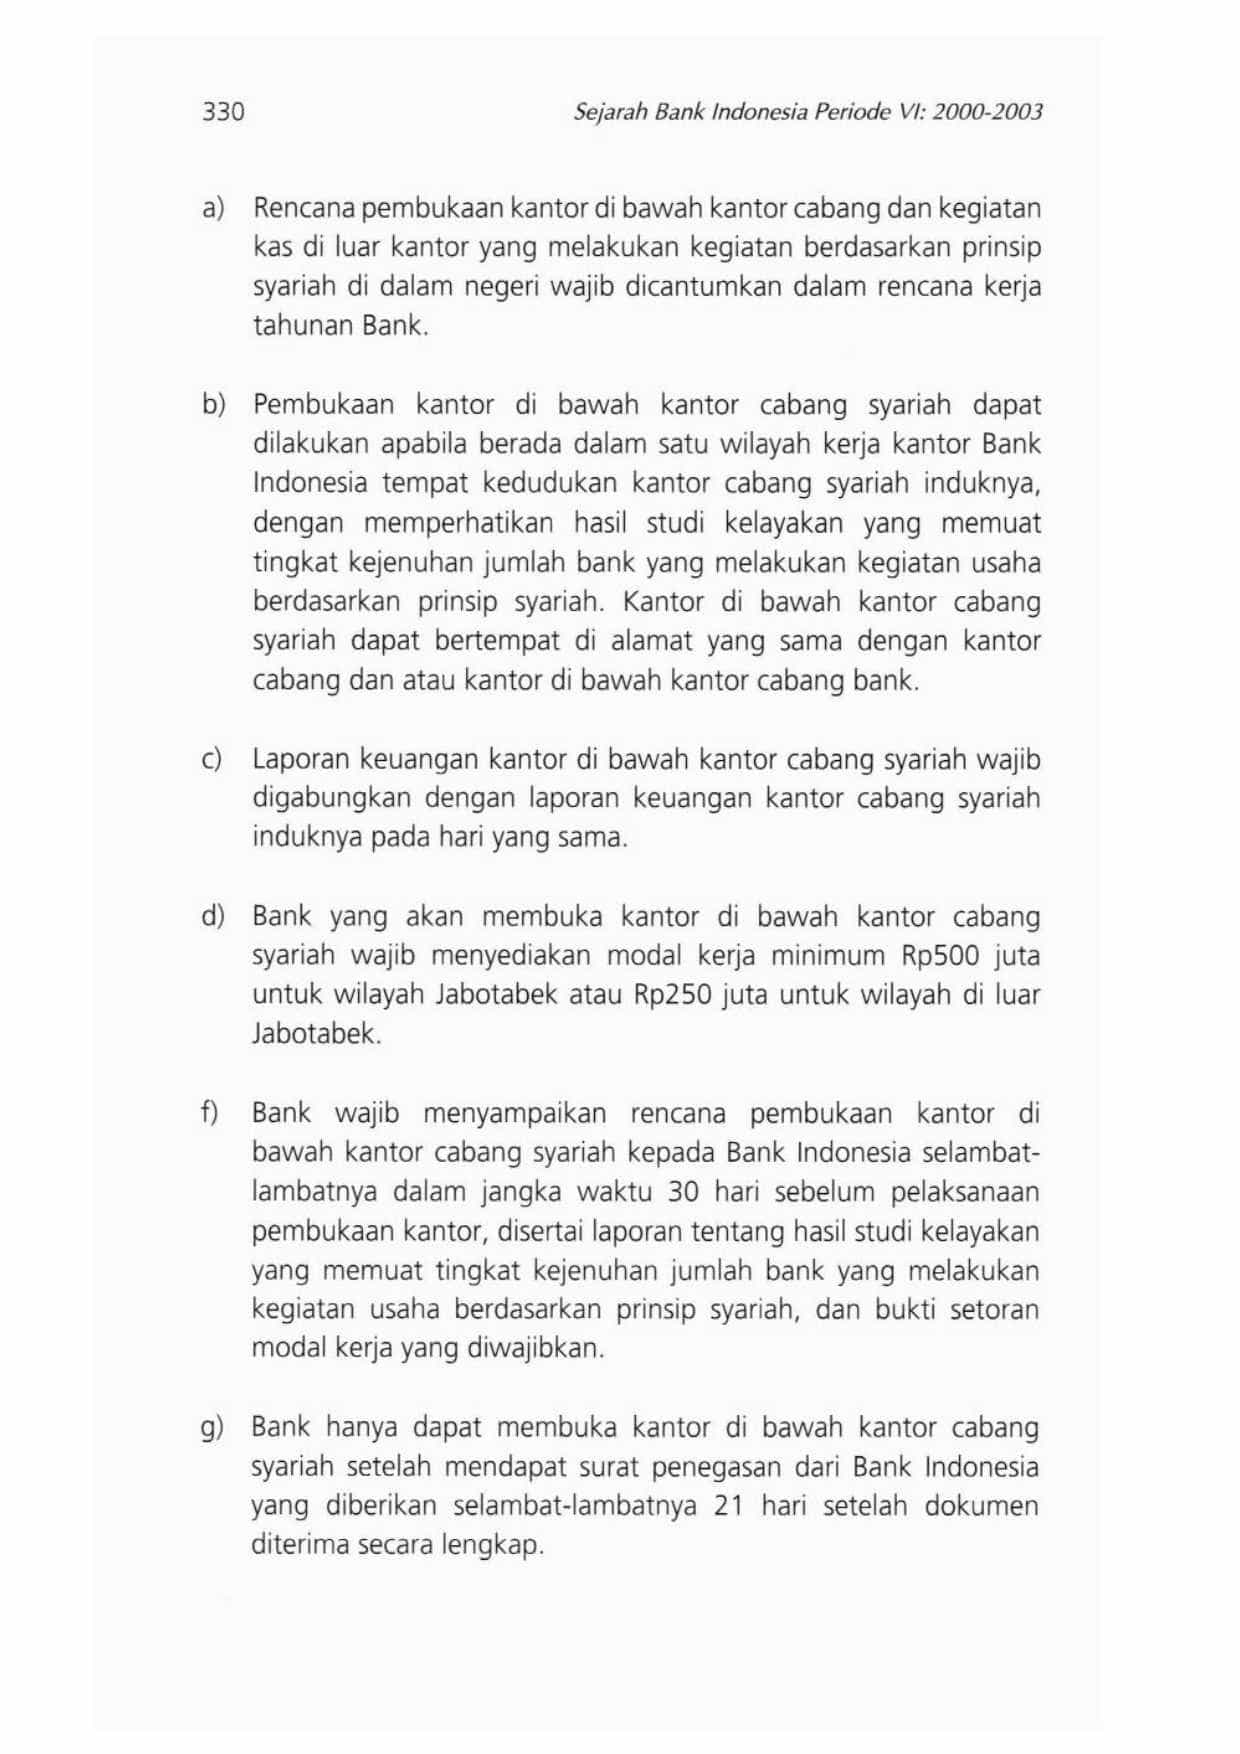 330
Sejarah Bank Indonesia Periode VI: 2000-2003
a) Rencana pembukaan kantor di bawah kantor cabang dan kegiatan
kas di luar kantor yang melakukan kegiatan berdasarkan prinsip
syariah di dalam negeri wajib dicantumkan dalam rencana kerja
tahunan Bank.
b) Pembukaan kantor di bawah kantor cabang syariah dapat
dilakukan apabila berada dalam satu wilayah kerja kantor Bank
Indonesia tempat kedudukan kantor cabang syariah induknya,
dengan memperhatikan hasil studi kelayakan yang memuat
tingkat kejenuhan jumlah bank yang melakukan kegiatan usaha
berdasarkan prinsip syariah. Kantor di bawah kantor cabang
syariah dapat bertempat di alamat yang sama dengan kantor
cabang dan atau kantor di bawah kantor cabang bank.
c) Laporan keuangan kantor di bawah kantor cabang syariah wajib
digabungkan dengan laporan keuangan kantor cabang syariah
induknya pada hari yang sama.
d) Bank yang akan membuka kantor di bawah kantor cabang
syariah wajib menyediakan modal kerja minimum Rp500 juta
untuk wilayah Jabotabek atau Rp250 juta untuk wilayah di luar
Jabotabek.
f) Bank wajib menyampaikan rencana pembukaan kantor di
bawah kantor cabang syariah kepada Bank Indonesia selambat-
lambatnya dalam jangka waktu 30 hari sebelum pelaksanaan
pembukaan kantor, disertai laporan tentang hasil studi kelayakan
yang memuat tingkat kejenuhan jumlah bank yang melakukan
kegiatan usaha berdasarkan prinsip syariah, dan bukti setoran
modal kerja yang diwajibkan.
g) Bank hanya dapat membuka kantor di bawah kantor cabang
syariah setelah mendapat surat penegasan dari Bank Indonesia
yang diberikan selambat-lambatnya 21 hari setelah dokumen
diterima secara lengkap.